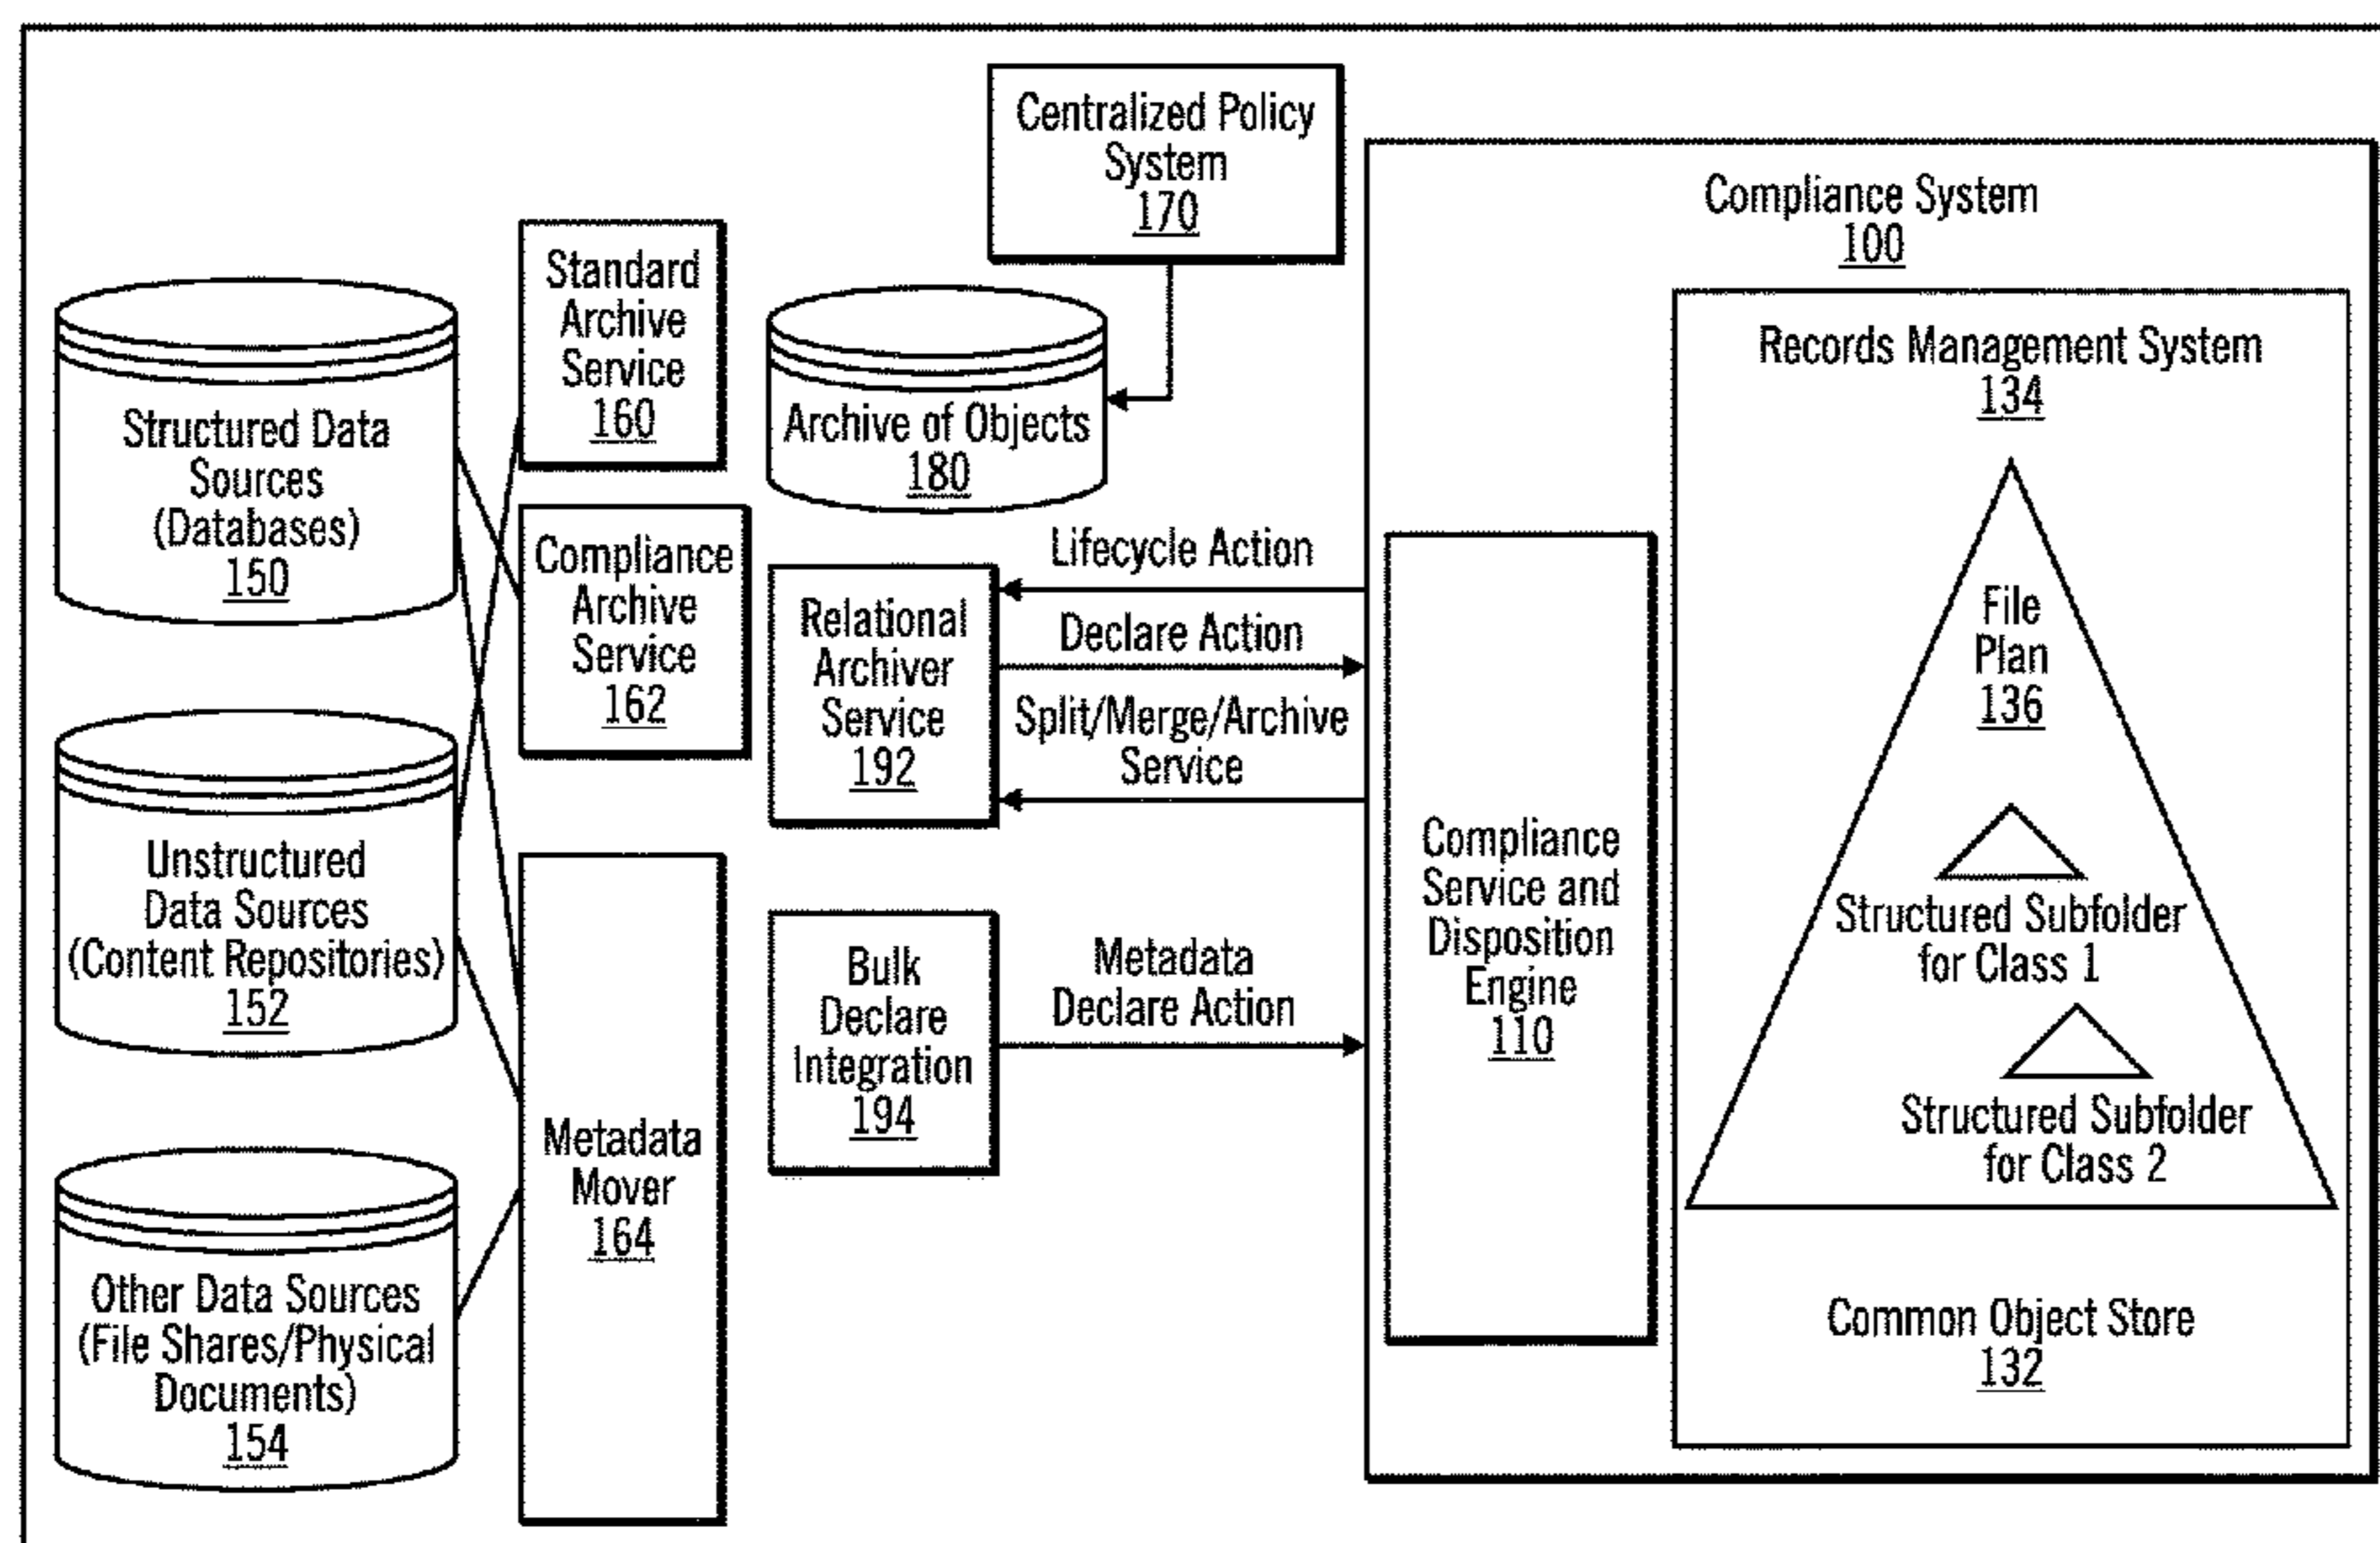 Centralized Policy
System
170
Compliance System
100
Standard
Archive
Service
160
Structured Data
Sources
(Databases)
150
Archive of Objects
180
Records Management System
134
Compliance
Archive
Service
162
Relational
Archiver
Service
192
Lifecycle Action
Declare Action
Split/Merge/Archive
Service
File
Plan
136
Unstructured
Data Sources
(Content Repositories)
152
Compliance
Service and
Disposition
Engine
110
Structured Subfolder
for Class 1
Bulk
Declare
Integration
194
Metadata
Declare Action
Structured Subfolder
for Class 2
Metadata
Mover
164
Other Data Sources
(File Shares/Physical
Documents)
154
Common Object Store
132